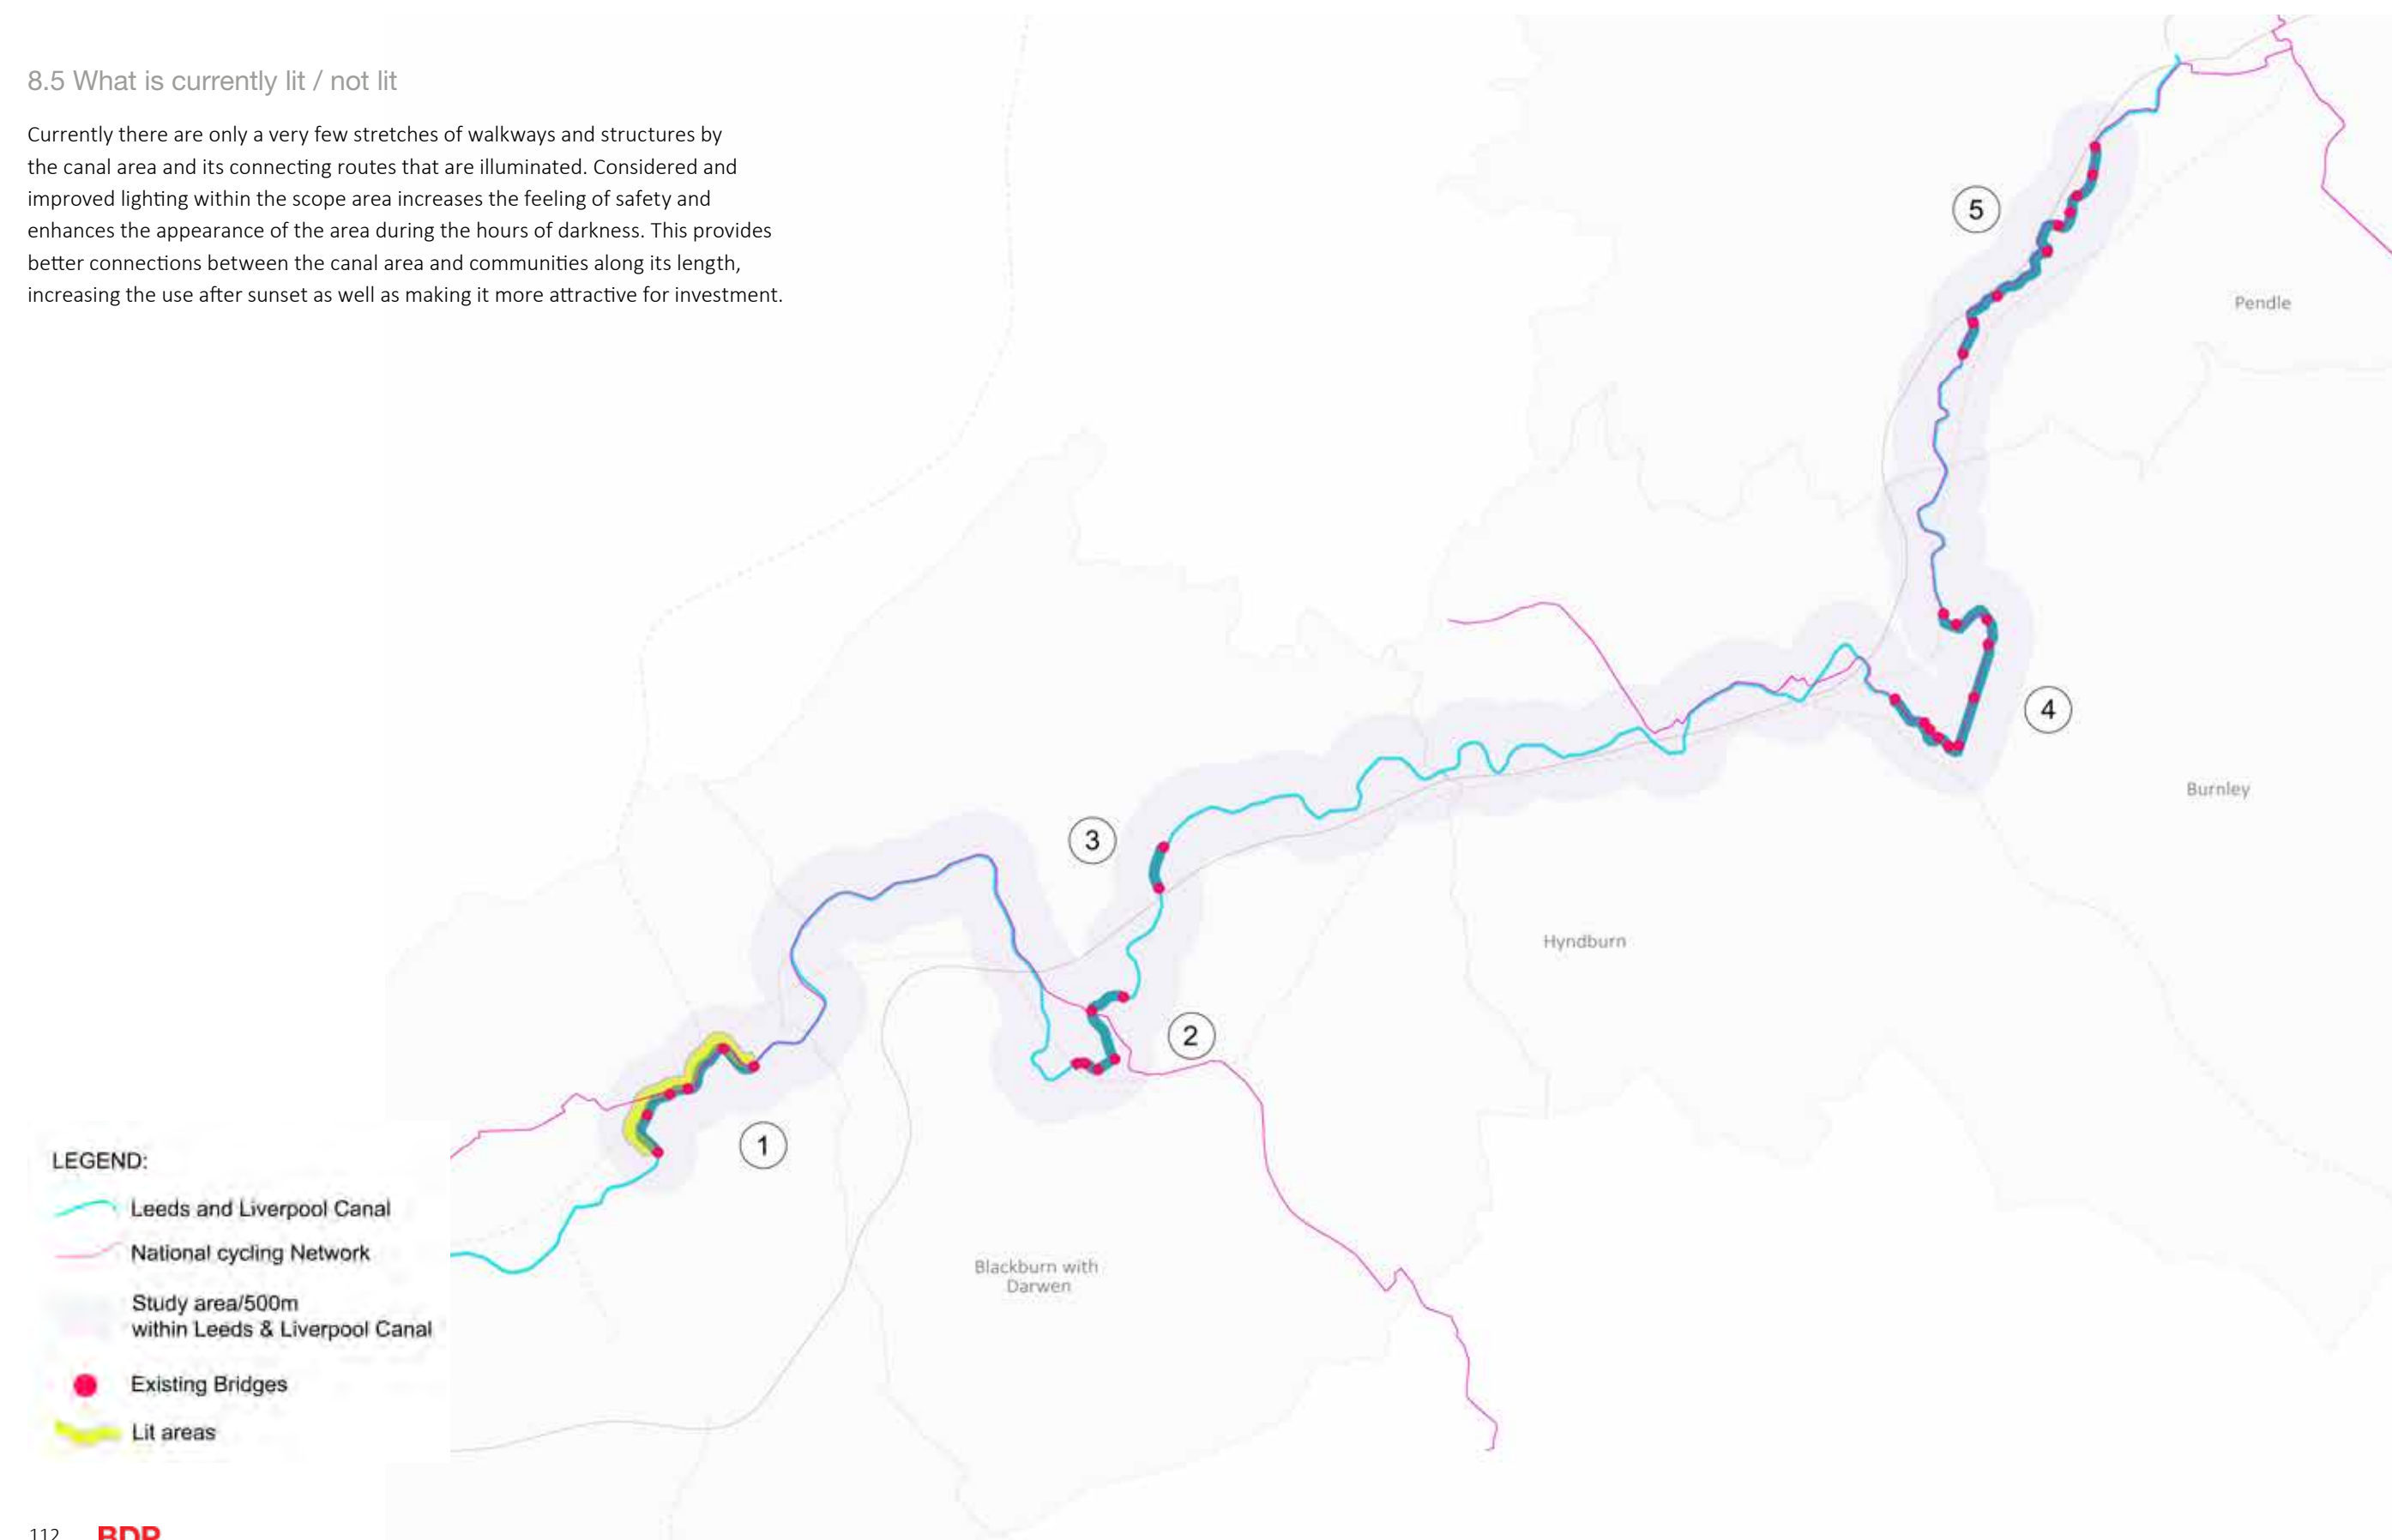 8.5 What is currently lit / not lit
Currently there are only a very few stretches of walkways and structures by
the canal area and its connecting routes that are illuminated. Considered and
improved lighting within the scope area increases the feeling of safety and
enhances the appearance of the area during the hours of darkness. This provides
better connections between the canal area and communities along its length,
increasing the use after sunset as well as making it more attractive for investment.
5
Pendle
4
Burnley
3
Hyndburn
2
1
Blackburn with
Darwen
LEGEND:
Leeds and Liverpool Canal
National cycling Network
Study area/500m
within Leeds & Liverpool Canal
Existing Bridges
Lit areas
112
BDP